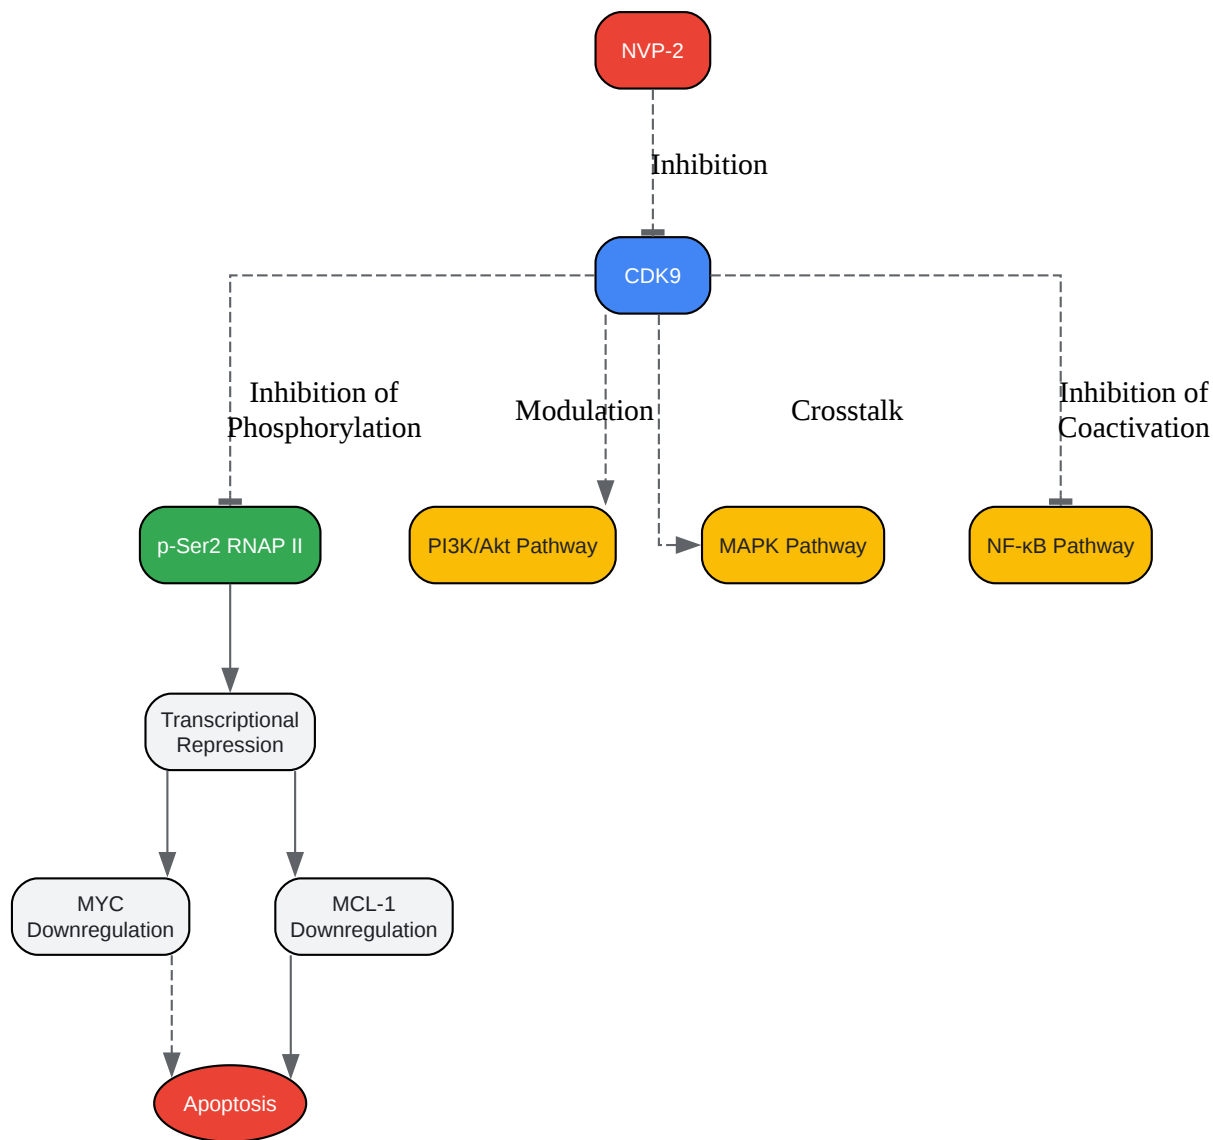 NVP-2
Inhibition
CDK9
Inhibition of
Phosphorylation
Modulation
Crosstalk
Inhibition of
Coactivation
p-Ser2 RNAP II
PI3K/Akt Pathway
MAPK Pathway
NF-κB Pathway
Transcriptional
Repression
MYC
Downregulation
MCL-1
Downregulation
Apoptosis